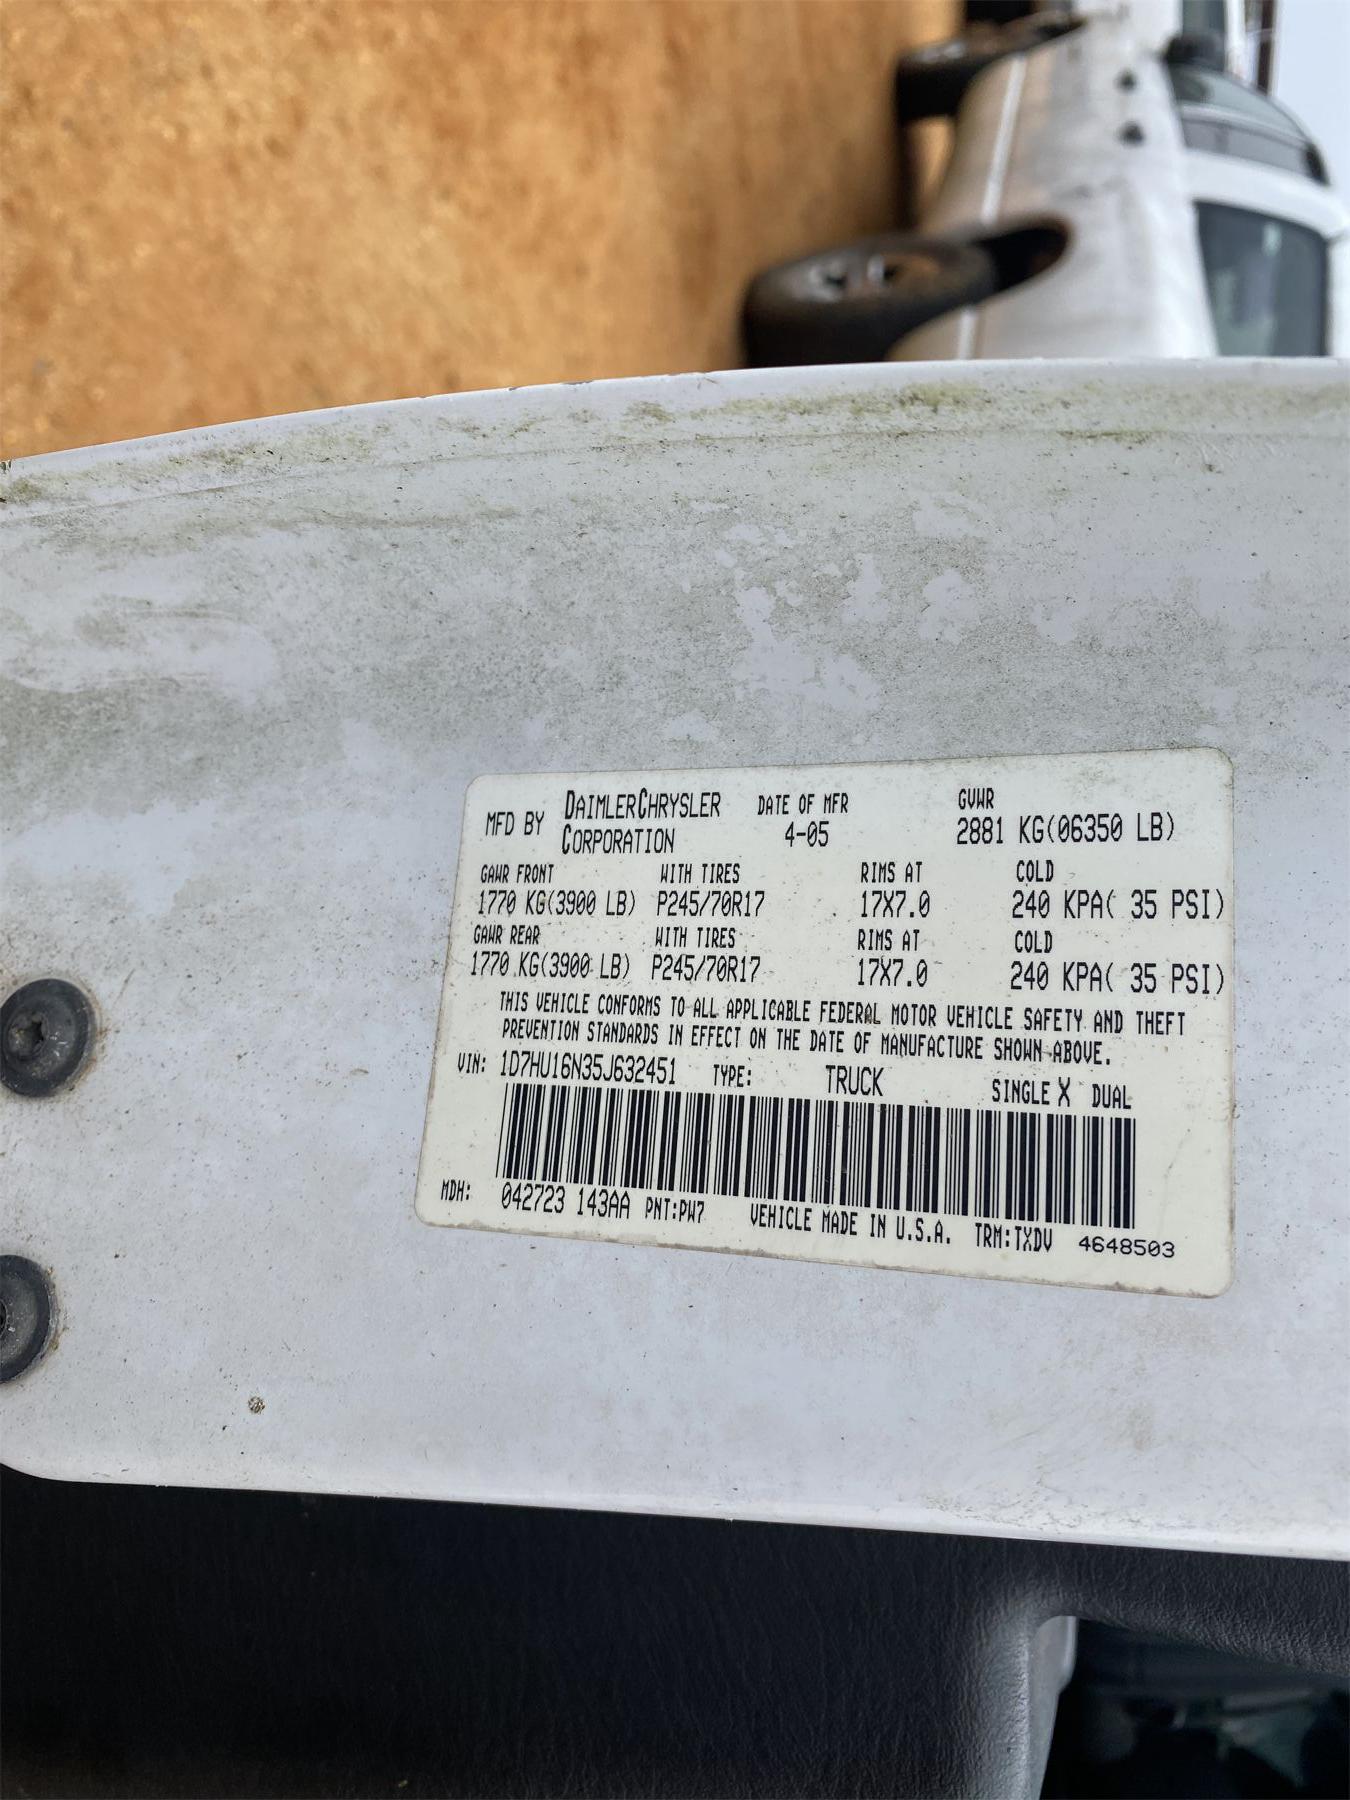 MFD BY DAIMLERCHRYSLER CORPORATION DATE OF MFR 4-05 GVWR 2881 KG(06350 LB)
GAWR FRONT WITH TIRES RIMS AT COLD
1770 KG(3900 LB) P245/70R17 17X7.0 240 KPA( 35 PSI)
GAWR REAR WITH TIRES RIMS AT COLD
1770 KG(3900 LB) P245/70R17 17X7.0 240 KPA( 35 PSI)
THIS VEHICLE CONFORMS TO ALL APPLICABLE FEDERAL MOTOR VEHICLE SAFETY AND THEFT
PREVENTION STANDARDS IN EFFECT ON THE DATE OF MANUFACTURE SHOWN ABOVE.
VIN: 1D7HU16N35J632451 TYPE: TRUCK SINGLE X DUAL
MDH: 042723 143AA PNT:PW7 VEHICLE MADE IN U.S.A. TRM:TXDV 4648503